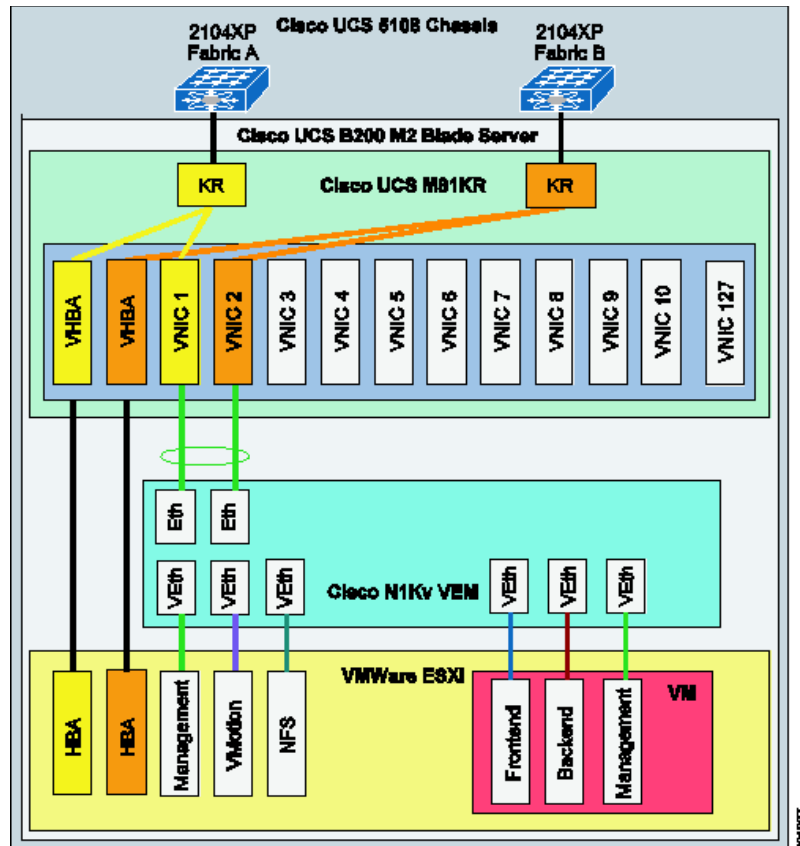 Cisco UCS 5108 Chassis
2104XP
Fabric A
2104XP
Fabric B
Cisco UCS B200 M2 Blade Server
KR
Cisco UCS M81KR
KR
VHBA
VHBA
VNIC 1
VNIC 2
VNIC 3
VNIC 4
VNIC 5
VNIC 6
VNIC 7
VNIC 8
VNIC 9
VNIC 10
VNIC 127
Eth
Eth
VEth
VEth
VEth
Cisco N1Kv VEM
VEth
VEth
VEth
VMWare ESXI
VM
HBA
HBA
Management
VMotion
NFS
Frontend
Backend
Management